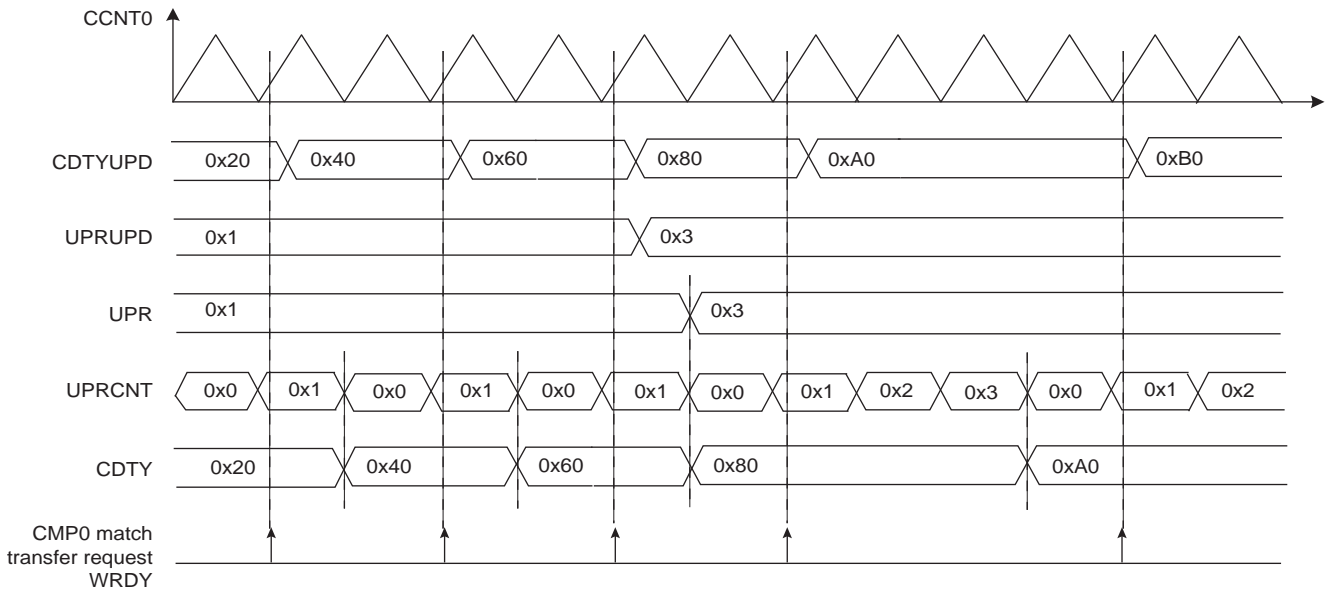 CCNT0
CDTYUPD 0x20 0x40 0x60 0x80 0xA0 0xB0
UPRUPD 0x1 0x3
UPR 0x1 0x3
UPRCNT 0x0 0x1 0x0 0x1 0x0 0x1 0x0 0x1 0x2 0x3 0x0 0x1 0x2
CDTY 0x20 0x40 0x60 0x80 0xA0
CMP0 match
transfer request
WRDY